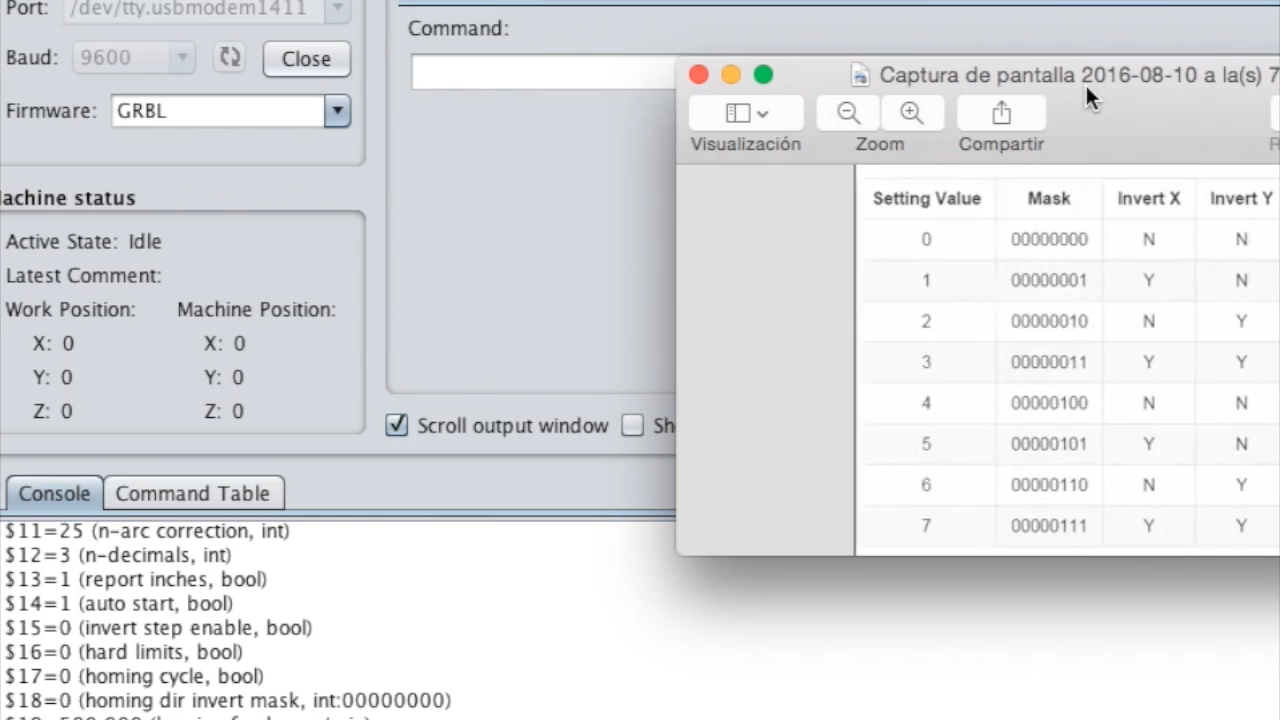 Port: /dev/tty.usbmodem1411
Baud: 9600 Close
Firmware: GRBL
achine status
Active State: Idle
Latest Comment:
Work Position: Machine Position:
X: 0 X: 0
Y: 0 Y: 0
Z: 0 Z: 0
Command:
Scroll output window Sh
Console Command Table
$11=25 (n-arc correction, int)
$12=3 (n-decimals, int)
$13=1 (report inches, bool)
$14=1 (auto start, bool)
$15=0 (invert step enable, bool)
$16=0 (hard limits, bool)
$17=0 (homing cycle, bool)
$18=0 (homing dir invert mask, int:00000000)
Captura de pantalla 2016-08-10 a la(s) 7
Visualización Zoom Compartir
Setting Value Mask Invert X Invert Y
0 00000000 N N
1 00000001 Y N
2 00000010 N Y
3 00000011 Y Y
4 00000100 N N
5 00000101 Y N
6 00000110 N Y
7 00000111 Y Y